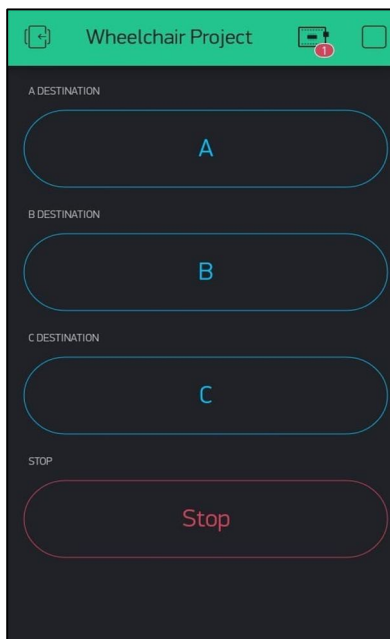 Wheelchair Project
1
A DESTINATION
A
B DESTINATION
B
C DESTINATION
C
STOP
Stop